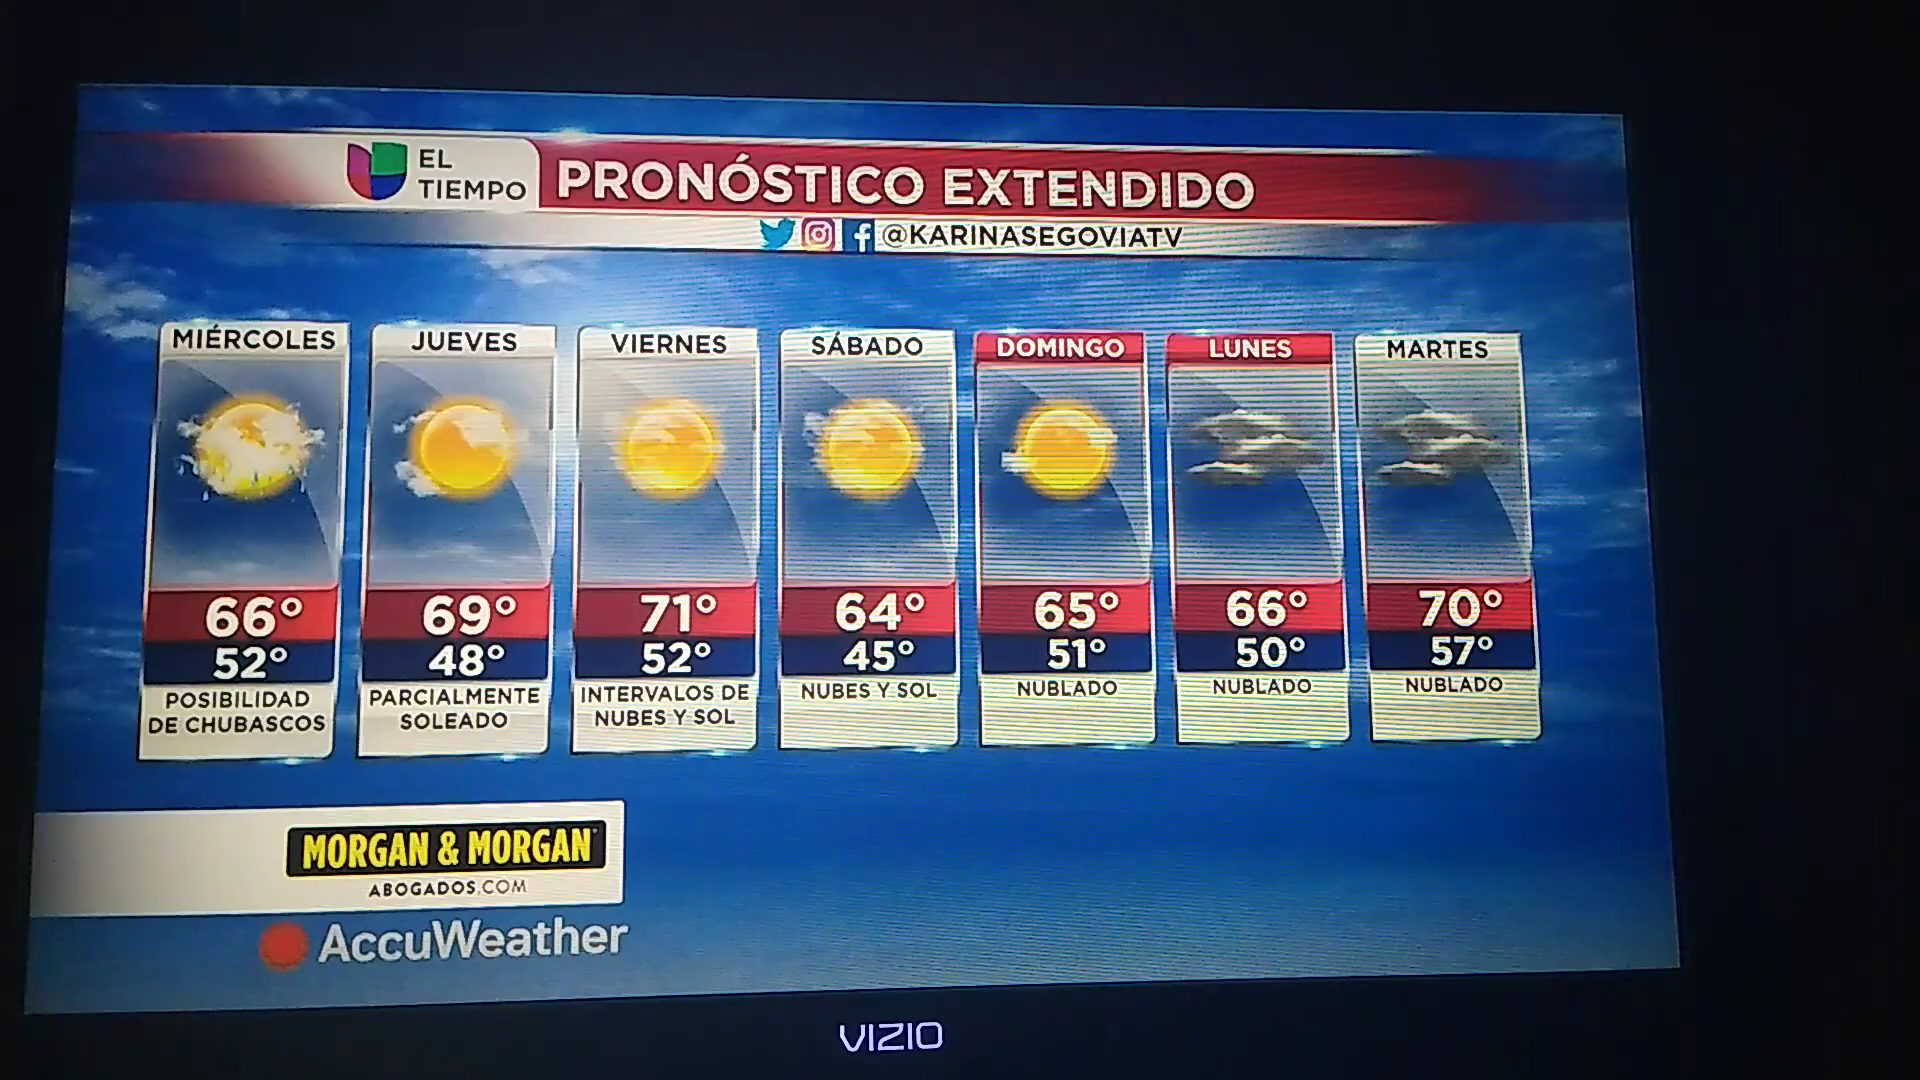 EL
TIEMPO
PRONÓSTICO EXTENDIDO
@KARINASEGOVIATV
MIÉRCOLES
66°
52°
POSIBILIDAD
DE CHUBASCOS
JUEVES
69°
48°
PARCIALMENTE
SOLEADO
VIERNES
71°
52°
INTERVALOS DE
NUBES Y SOL
SÁBADO
64°
45°
NUBES Y SOL
DOMINGO
65°
51°
NUBLADO
LUNES
66°
50°
NUBLADO
MARTES
70°
57°
NUBLADO
MORGAN & MORGAN
ABOGADOS.COM
AccuWeather
VIZIO